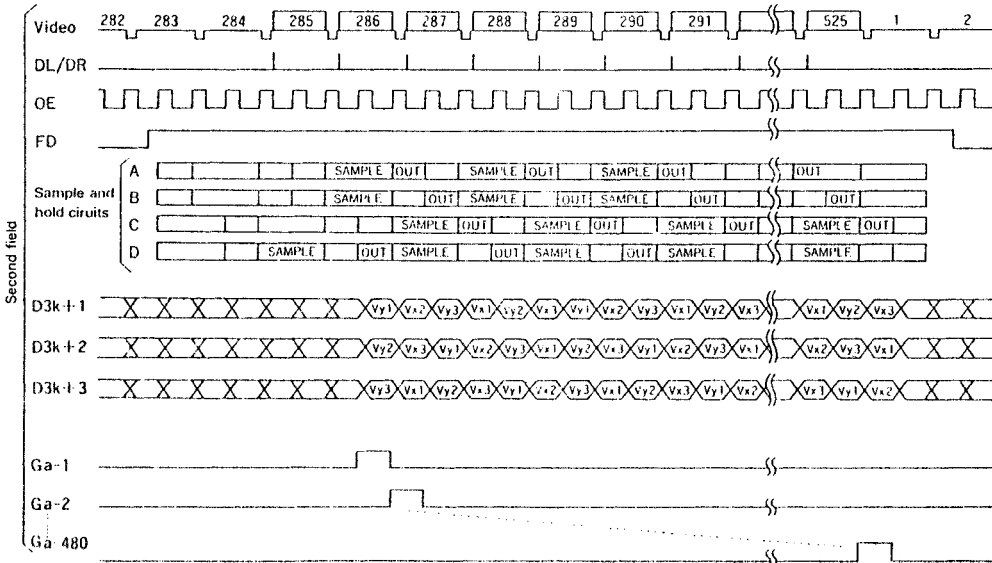 Second field
Video 282 283 284 285 286 287 288 289 290 291 525 1 2
DL/DR
OE
FD
Sample and
hold ciruits
A SAMPLE OUT SAMPLE OUT SAMPLE OUT OUT
B SAMPLE OUT SAMPLE OUT SAMPLE OUT OUT
C SAMPLE OUT SAMPLE OUT SAMPLE OUT SAMPLE OUT
D SAMPLE OUT SAMPLE OUT SAMPLE OUT SAMPLE SAMPLE
D3k+1 Vy1 Vx2 Vy3 Vx1 Vy2 Vx3 Vy1 Vx2 Vy3 Vx1 Vy2 Vx3 Vx1 Vy2 Vx3
D3k+2 Vy2 Vx3 Vy1 Vx2 Vy3 Vx1 Vy2 Vx3 Vy1 Vx2 Vy3 Vx1 Vx2 Vy3 Vx1
D3k+3 Vy3 Vx1 Vy2 Vx3 Vy1 Vx2 Vy3 Vx1 Vy2 Vx3 Vy1 Vx2 Vx3 Vy1 Vx2
Ga-1
Ga-2
Ga 480